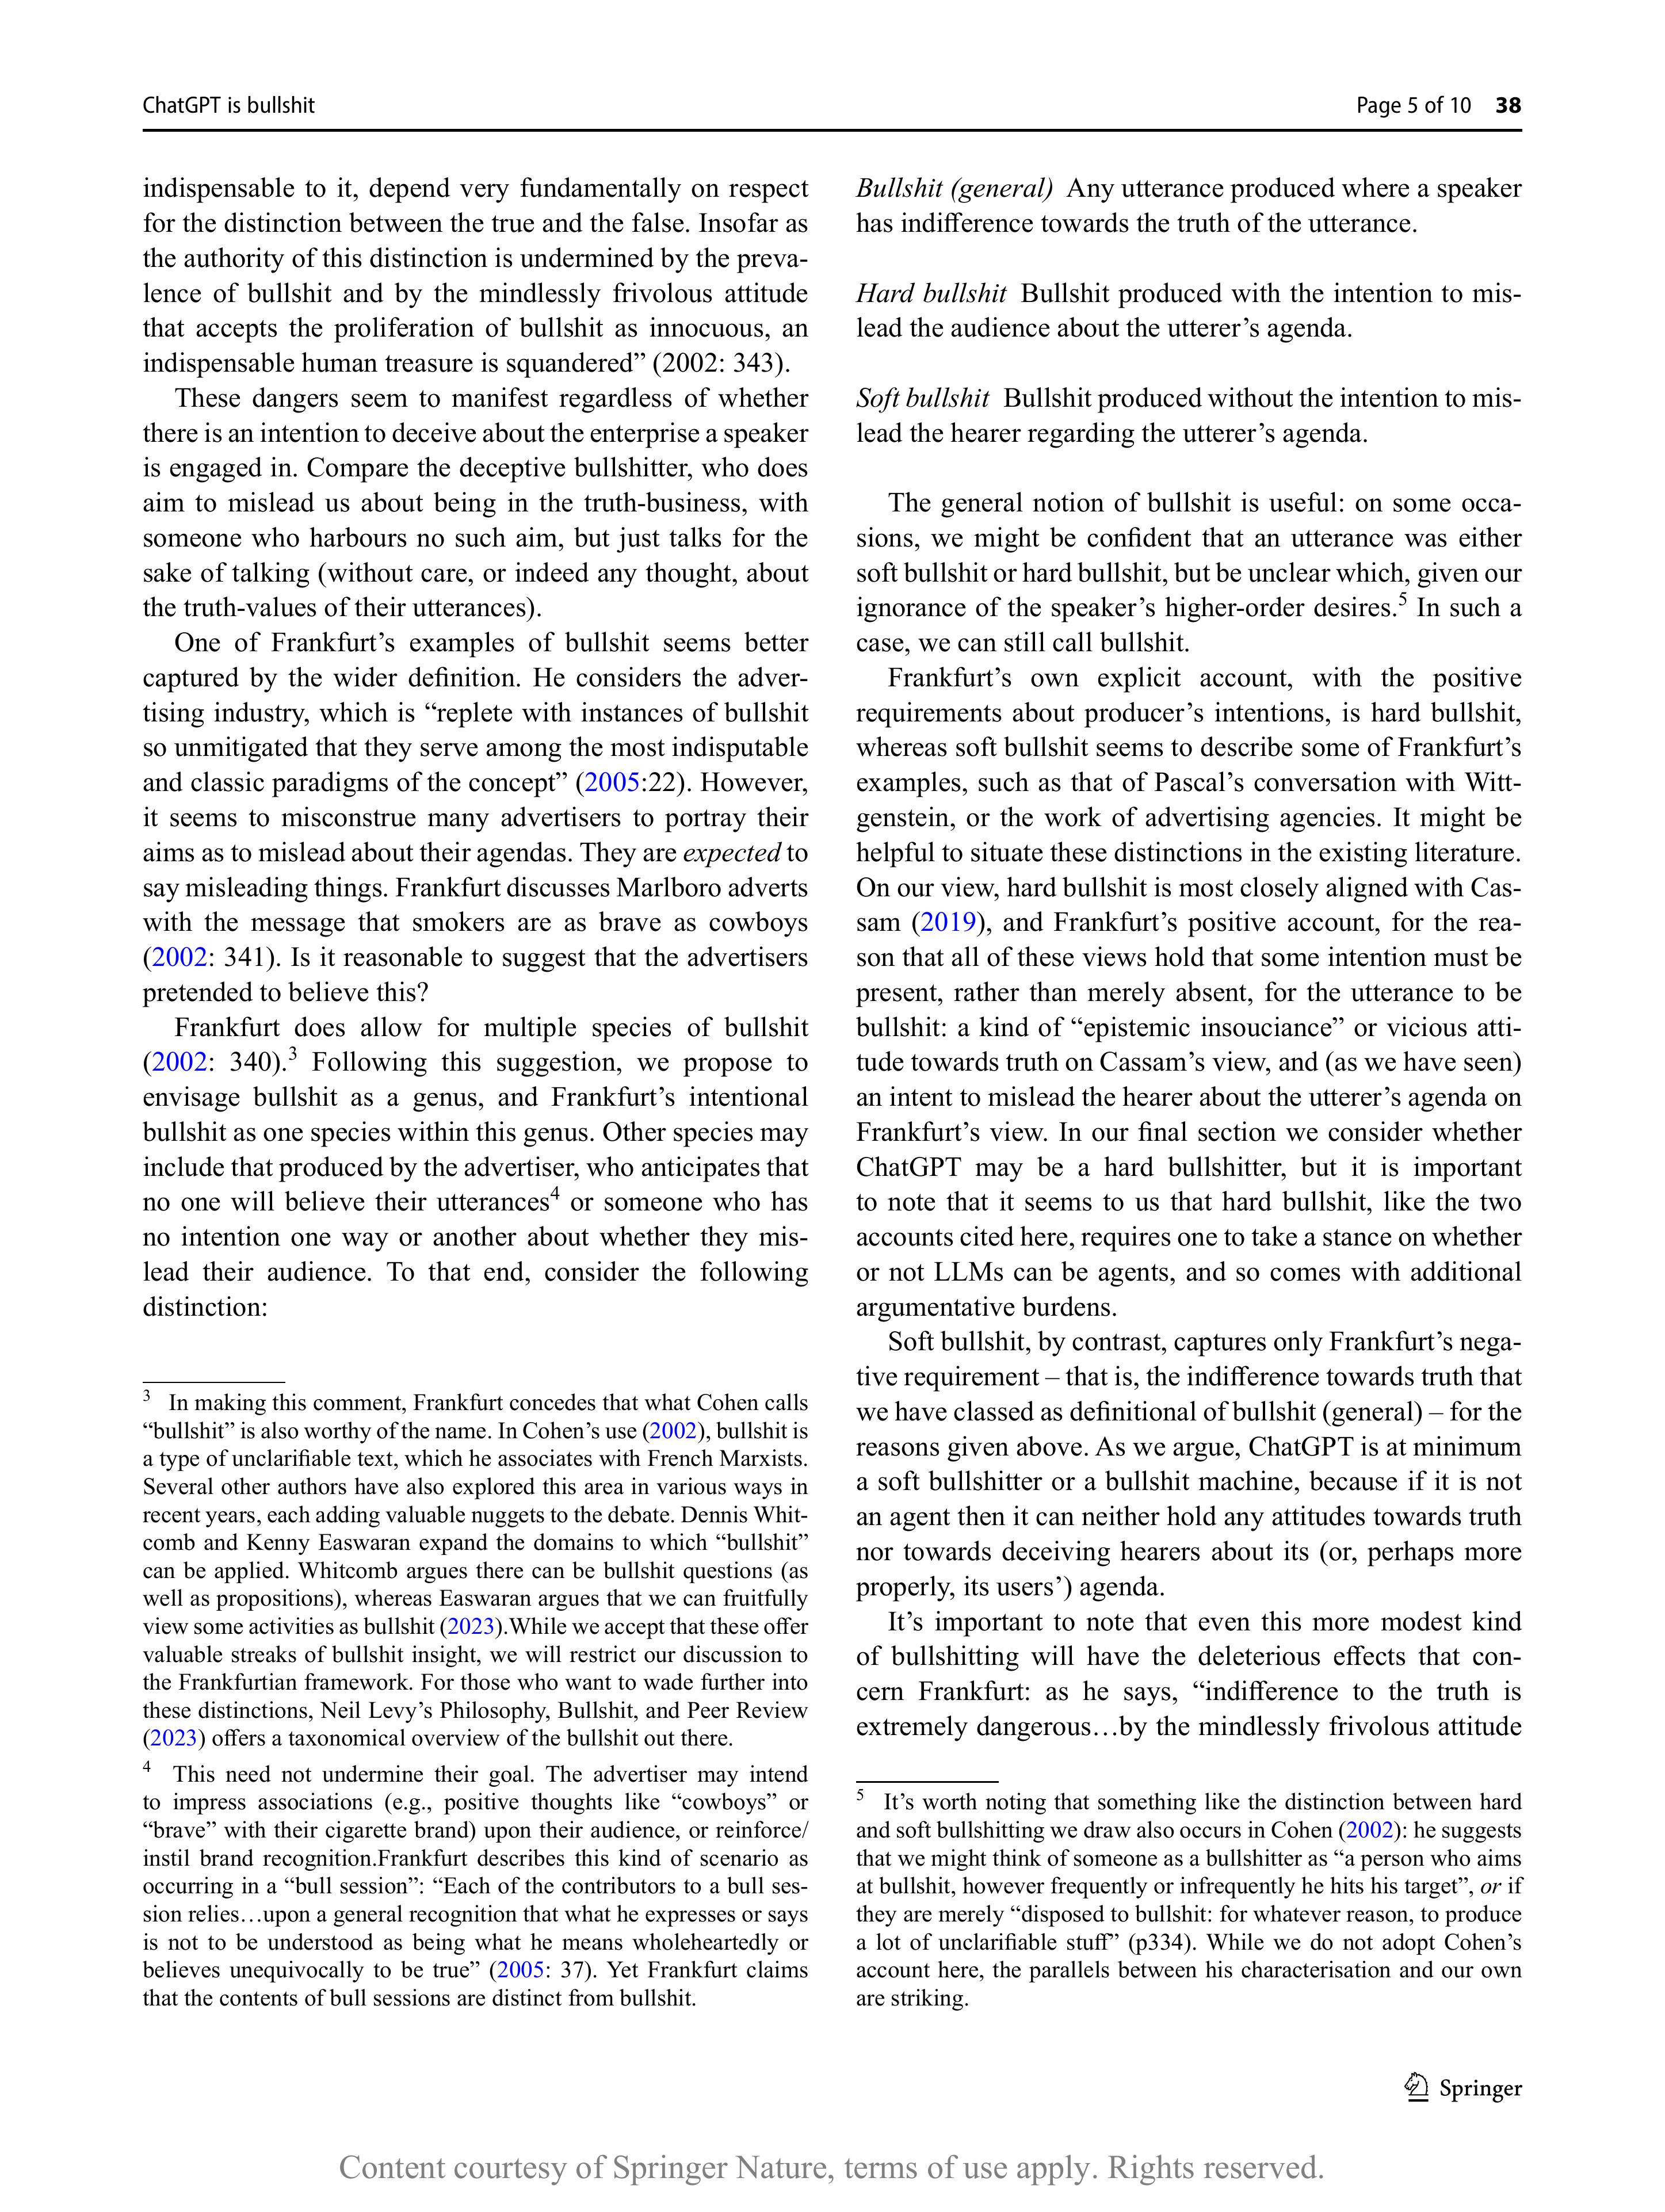 ChatGPT is bullshit
Page 5 of 10 38
indispensable to it, depend very fundamentally on respect
for the distinction between the true and the false. Insofar as
the authority of this distinction is undermined by the preva-
lence of bullshit and by the mindlessly frivolous attitude
that accepts the proliferation of bullshit as innocuous, an
indispensable human treasure is squandered” (2002: 343).
These dangers seem to manifest regardless of whether
there is an intention to deceive about the enterprise a speaker
is engaged in. Compare the deceptive bullshitter, who does
aim to mislead us about being in the truth-business, with
someone who harbours no such aim, but just talks for the
sake of talking (without care, or indeed any thought, about
the truth-values of their utterances).
One of Frankfurt’s examples of bullshit seems better
captured by the wider definition. He considers the adver-
tising industry, which is “replete with instances of bullshit
so unmitigated that they serve among the most indisputable
and classic paradigms of the concept” (2005:22). However,
it seems to misconstrue many advertisers to portray their
aims as to mislead about their agendas. They are expected to
say misleading things. Frankfurt discusses Marlboro adverts
with the message that smokers are as brave as cowboys
(2002: 341). Is it reasonable to suggest that the advertisers
pretended to believe this?
Frankfurt does allow for multiple species of bullshit
(2002: 340).3 Following this suggestion, we propose to
envisage bullshit as a genus, and Frankfurt’s intentional
bullshit as one species within this genus. Other species may
include that produced by the advertiser, who anticipates that
no one will believe their utterances4 or someone who has
no intention one way or another about whether they mis-
lead their audience. To that end, consider the following
distinction:
3 In making this comment, Frankfurt concedes that what Cohen calls
“bullshit” is also worthy of the name. In Cohen’s use (2002), bullshit is
a type of unclarifiable text, which he associates with French Marxists.
Several other authors have also explored this area in various ways in
recent years, each adding valuable nuggets to the debate. Dennis Whit-
comb and Kenny Easwaran expand the domains to which “bullshit”
can be applied. Whitcomb argues there can be bullshit questions (as
well as propositions), whereas Easwaran argues that we can fruitfully
view some activities as bullshit (2023).While we accept that these offer
valuable streaks of bullshit insight, we will restrict our discussion to
the Frankfurtian framework. For those who want to wade further into
these distinctions, Neil Levy’s Philosophy, Bullshit, and Peer Review
(2023) offers a taxonomical overview of the bullshit out there.
4 This need not undermine their goal. The advertiser may intend
to impress associations (e.g., positive thoughts like “cowboys” or
“brave” with their cigarette brand) upon their audience, or reinforce/
instil brand recognition.Frankfurt describes this kind of scenario as
occurring in a “bull session”: “Each of the contributors to a bull ses-
sion relies…upon a general recognition that what he expresses or says
is not to be understood as being what he means wholeheartedly or
believes unequivocally to be true” (2005: 37). Yet Frankfurt claims
that the contents of bull sessions are distinct from bullshit.
Bullshit (general) Any utterance produced where a speaker
has indifference towards the truth of the utterance.
Hard bullshit Bullshit produced with the intention to mis-
lead the audience about the utterer’s agenda.
Soft bullshit Bullshit produced without the intention to mis-
lead the hearer regarding the utterer’s agenda.
The general notion of bullshit is useful: on some occa-
sions, we might be confident that an utterance was either
soft bullshit or hard bullshit, but be unclear which, given our
ignorance of the speaker’s higher-order desires.5 In such a
case, we can still call bullshit.
Frankfurt’s own explicit account, with the positive
requirements about producer’s intentions, is hard bullshit,
whereas soft bullshit seems to describe some of Frankfurt’s
examples, such as that of Pascal’s conversation with Witt-
genstein, or the work of advertising agencies. It might be
helpful to situate these distinctions in the existing literature.
On our view, hard bullshit is most closely aligned with Cas-
sam (2019), and Frankfurt’s positive account, for the rea-
son that all of these views hold that some intention must be
present, rather than merely absent, for the utterance to be
bullshit: a kind of “epistemic insouciance” or vicious atti-
tude towards truth on Cassam’s view, and (as we have seen)
an intent to mislead the hearer about the utterer’s agenda on
Frankfurt’s view. In our final section we consider whether
ChatGPT may be a hard bullshitter, but it is important
to note that it seems to us that hard bullshit, like the two
accounts cited here, requires one to take a stance on whether
or not LLMs can be agents, and so comes with additional
argumentative burdens.
Soft bullshit, by contrast, captures only Frankfurt’s nega-
tive requirement – that is, the indifference towards truth that
we have classed as definitional of bullshit (general) – for the
reasons given above. As we argue, ChatGPT is at minimum
a soft bullshitter or a bullshit machine, because if it is not
an agent then it can neither hold any attitudes towards truth
nor towards deceiving hearers about its (or, perhaps more
properly, its users’) agenda.
It’s important to note that even this more modest kind
of bullshitting will have the deleterious effects that con-
cern Frankfurt: as he says, “indifference to the truth is
extremely dangerous…by the mindlessly frivolous attitude
5 It’s worth noting that something like the distinction between hard
and soft bullshitting we draw also occurs in Cohen (2002): he suggests
that we might think of someone as a bullshitter as “a person who aims
at bullshit, however frequently or infrequently he hits his target”, or if
they are merely “disposed to bullshit: for whatever reason, to produce
a lot of unclarifiable stuff” (p334). While we do not adopt Cohen’s
account here, the parallels between his characterisation and our own
are striking.
Springer
Content courtesy of Springer Nature, terms of use apply. Rights reserved.